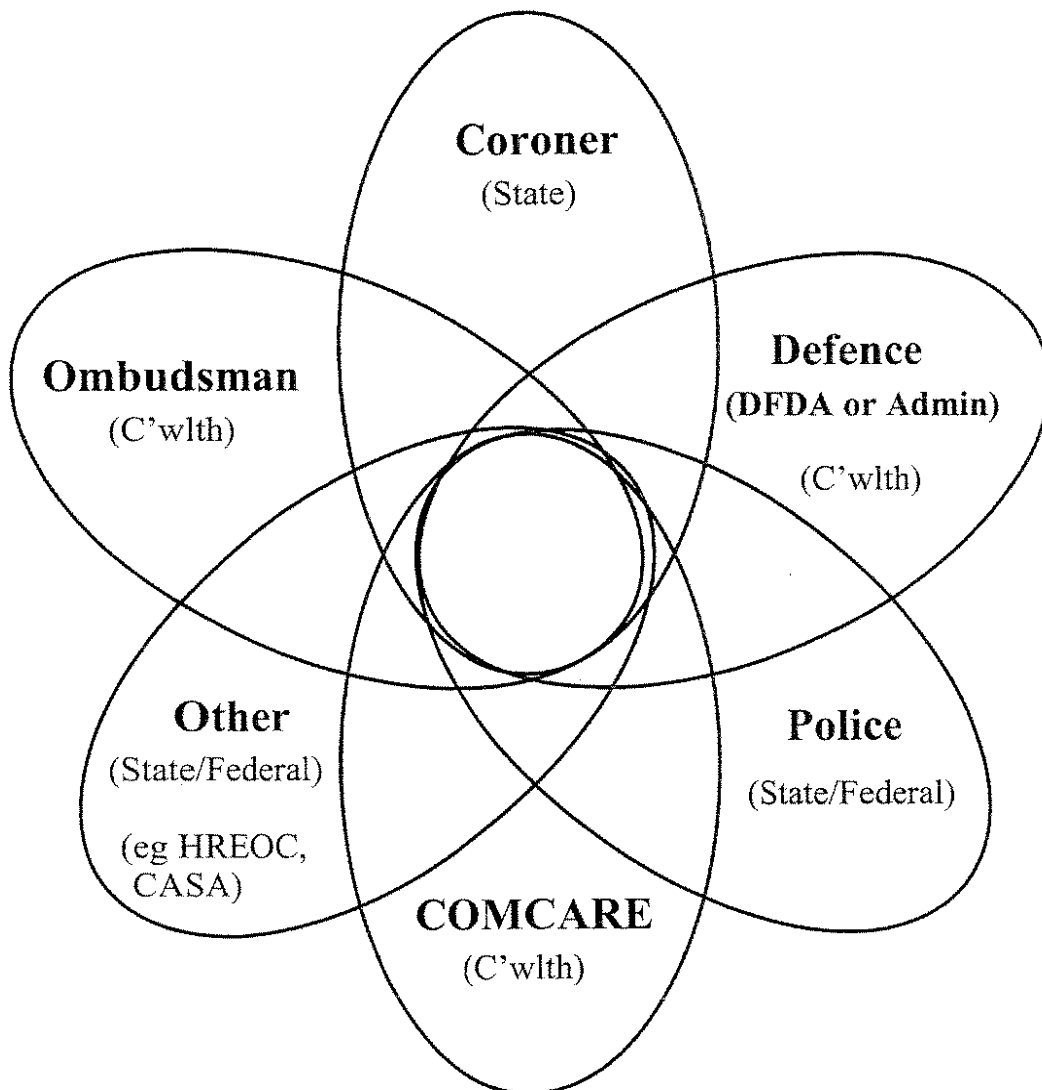 Coroner
(State)
Ombudsman
(C'wlth)
Defence
(DFDA or Admin)
(C'wlth)
Other
(State/Federal)
(eg HREOC,
CASA)
Police
(State/Federal)
COMCARE
(C'wlth)